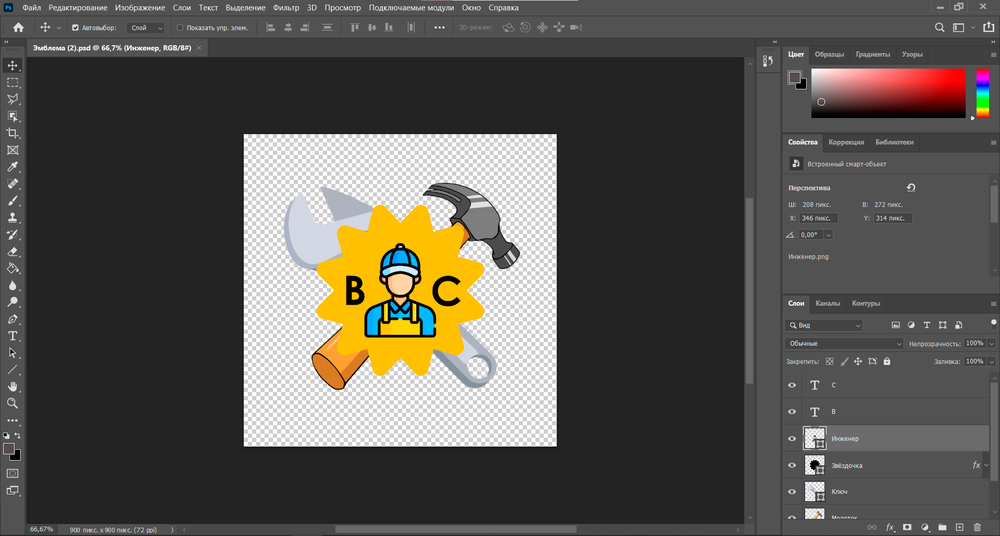 Ps Файл Редактирование Изображение Слои Текст Выделение Фильтр 3D Просмотр Подключаемые модули Окно Справка
Автовыбор: Слой Показать упр. элем. 3D-режим:
Эмблема (2).psd @ 66,7% (Инженер, RGB/8#)
Цвет Образцы Градиенты Узоры
Свойства Коррекция Библиотеки
Встроенный смарт-объект
Перспектива
Ш: 208 пикс. В: 272 пикс.
X: 346 пикс. Y: 314 пикс.
0,00°
Инженер.png
В С
Слои Каналы Контуры
Вид
Обычные Непрозрачность: 100%
Закрепить: Заливка: 100%
С
В
Инженер
Звёздочка fx
Ключ
Молоток
66,67% 900 пикс. x 900 пикс. (72 ppi)
fx